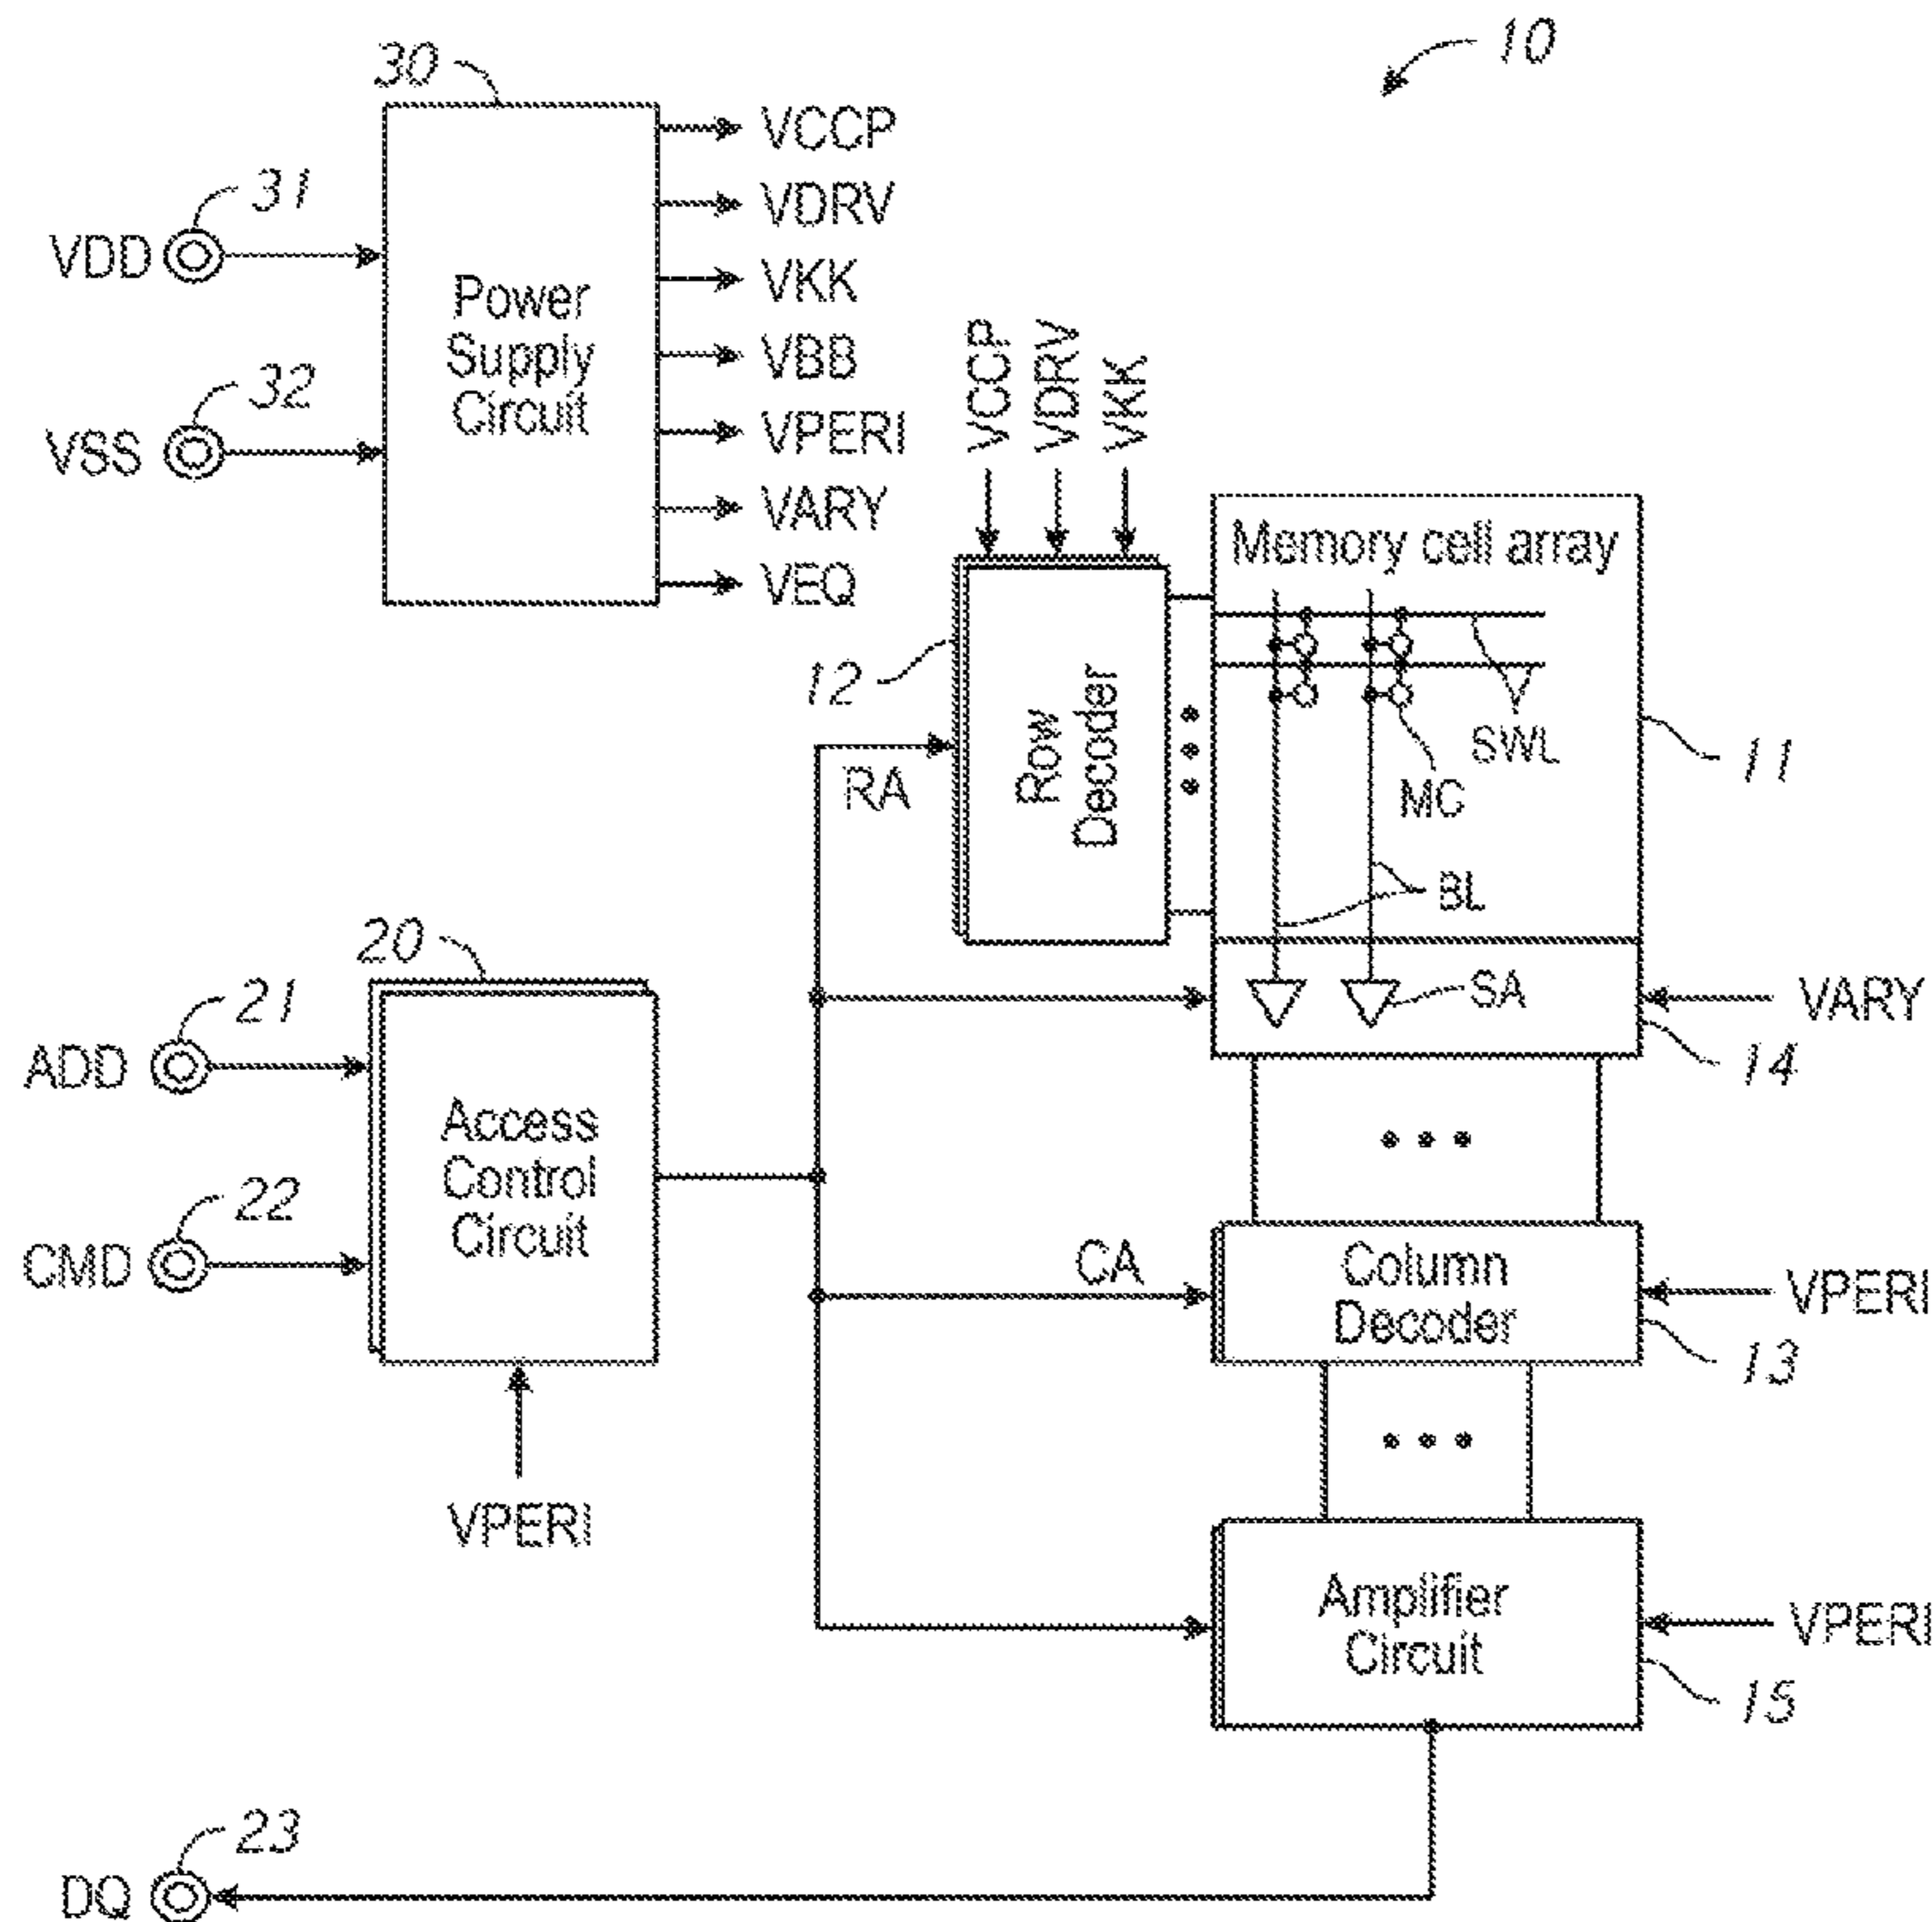 10
30
VCCP
VDRV
VKK
VBB
VPERI
VARY
VEQ
31
VDD
32
VSS
Power
Supply
Circuit
VCCP
VDRV
VKK
Memory cell array
12
Row
Decoder
RA
SWL
MC
11
BL
SA
VARY
14
20
21
ADD
22
CMD
Access
Control
Circuit
VPERI
CA
Column
Decoder
VPERI
13
Amplifier
Circuit
VPERI
15
23
DQ